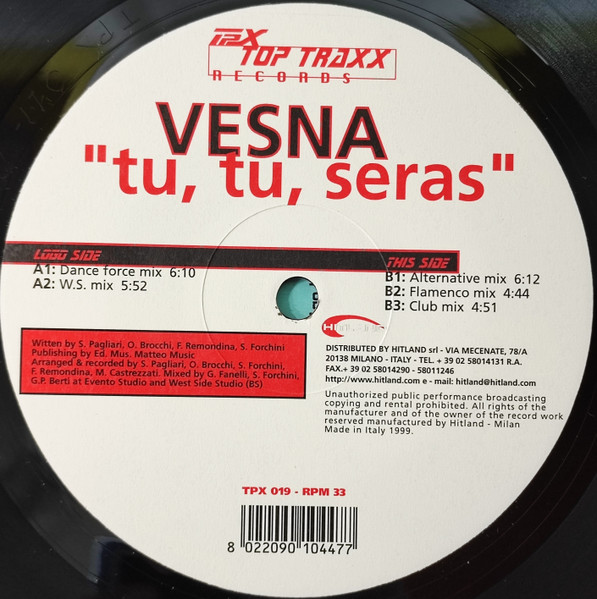 TPX
TOP TRAXX
RECORDS
VESNA
"tu, tu, seras"
LOGO SIDE
A1: Dance force mix 6:10
A2: W.S. mix 5:52
THIS SIDE
B1: Alternative mix 6:12
B2: Flamenco mix 4:44
B3: Club mix 4:51
Witten by S. Pagliari, O. Brocchi, F. Remondina, S. Forchini
Publishing by Ed. Mus. Matteo Music
Arranged & recorded by S. Pagliari, O. Brocchi, S. Forchini,
F. Remondina, M. Castrezzati. Mixed by G. Fanelli, S. Forchini,
G.P. Berti at Evento Studio and West Side Studio (BS)
HITLAND
DISTRIBUTED BY HITLAND srl - VIA MECENATE, 78/A
20138 MILANO - ITALY - TEL. + 39 02 58014131 R.A.
FAX.+ 39 02 58014290 - 58011246
http//www.hitland.com e - mail: hitland@hitland.com
Unauthorized public performance broadcasting
copying and rental prohibited. All rights of the
manufacturer and of the owner of the record work
reserved manufactured by Hitland - Milan
Made in Italy 1999.
TPX 019 - RPM 33
8 022090 104477